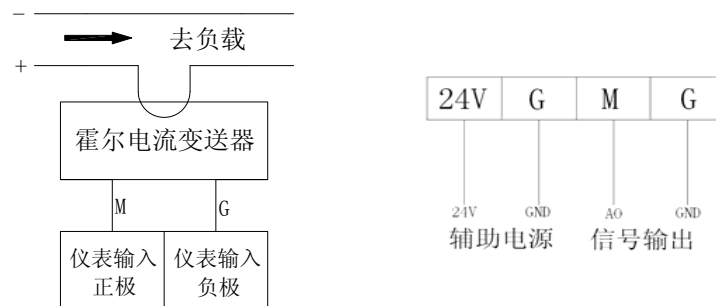 －
去负载
+
霍尔电流变送器
M G
仪表输入 仪表输入
正极 负极
24V G M G
24V GND AO GND
辅助电源 信号输出